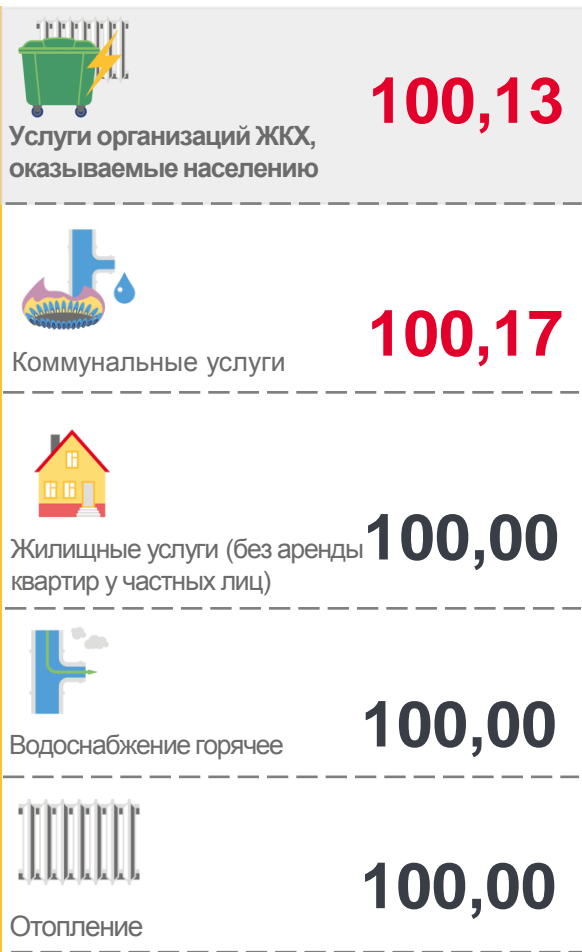 100,13
Услуги организаций ЖКХ,
оказываемые населению
100,17
Коммунальные услуги
100,00
Жилищные услуги (без аренды
квартир у частных лиц)
100,00
Водоснабжение горячее
100,00
Отопление